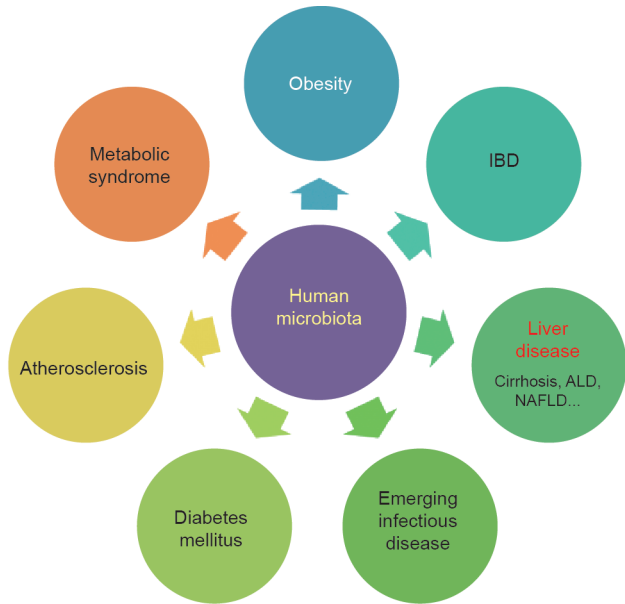 Obesity
IBD
Metabolic
syndrome
Human
microbiota
Liver
disease
Cirrhosis, ALD,
NAFLD...
Atherosclerosis
Diabetes
mellitus
Emerging
infectious
disease